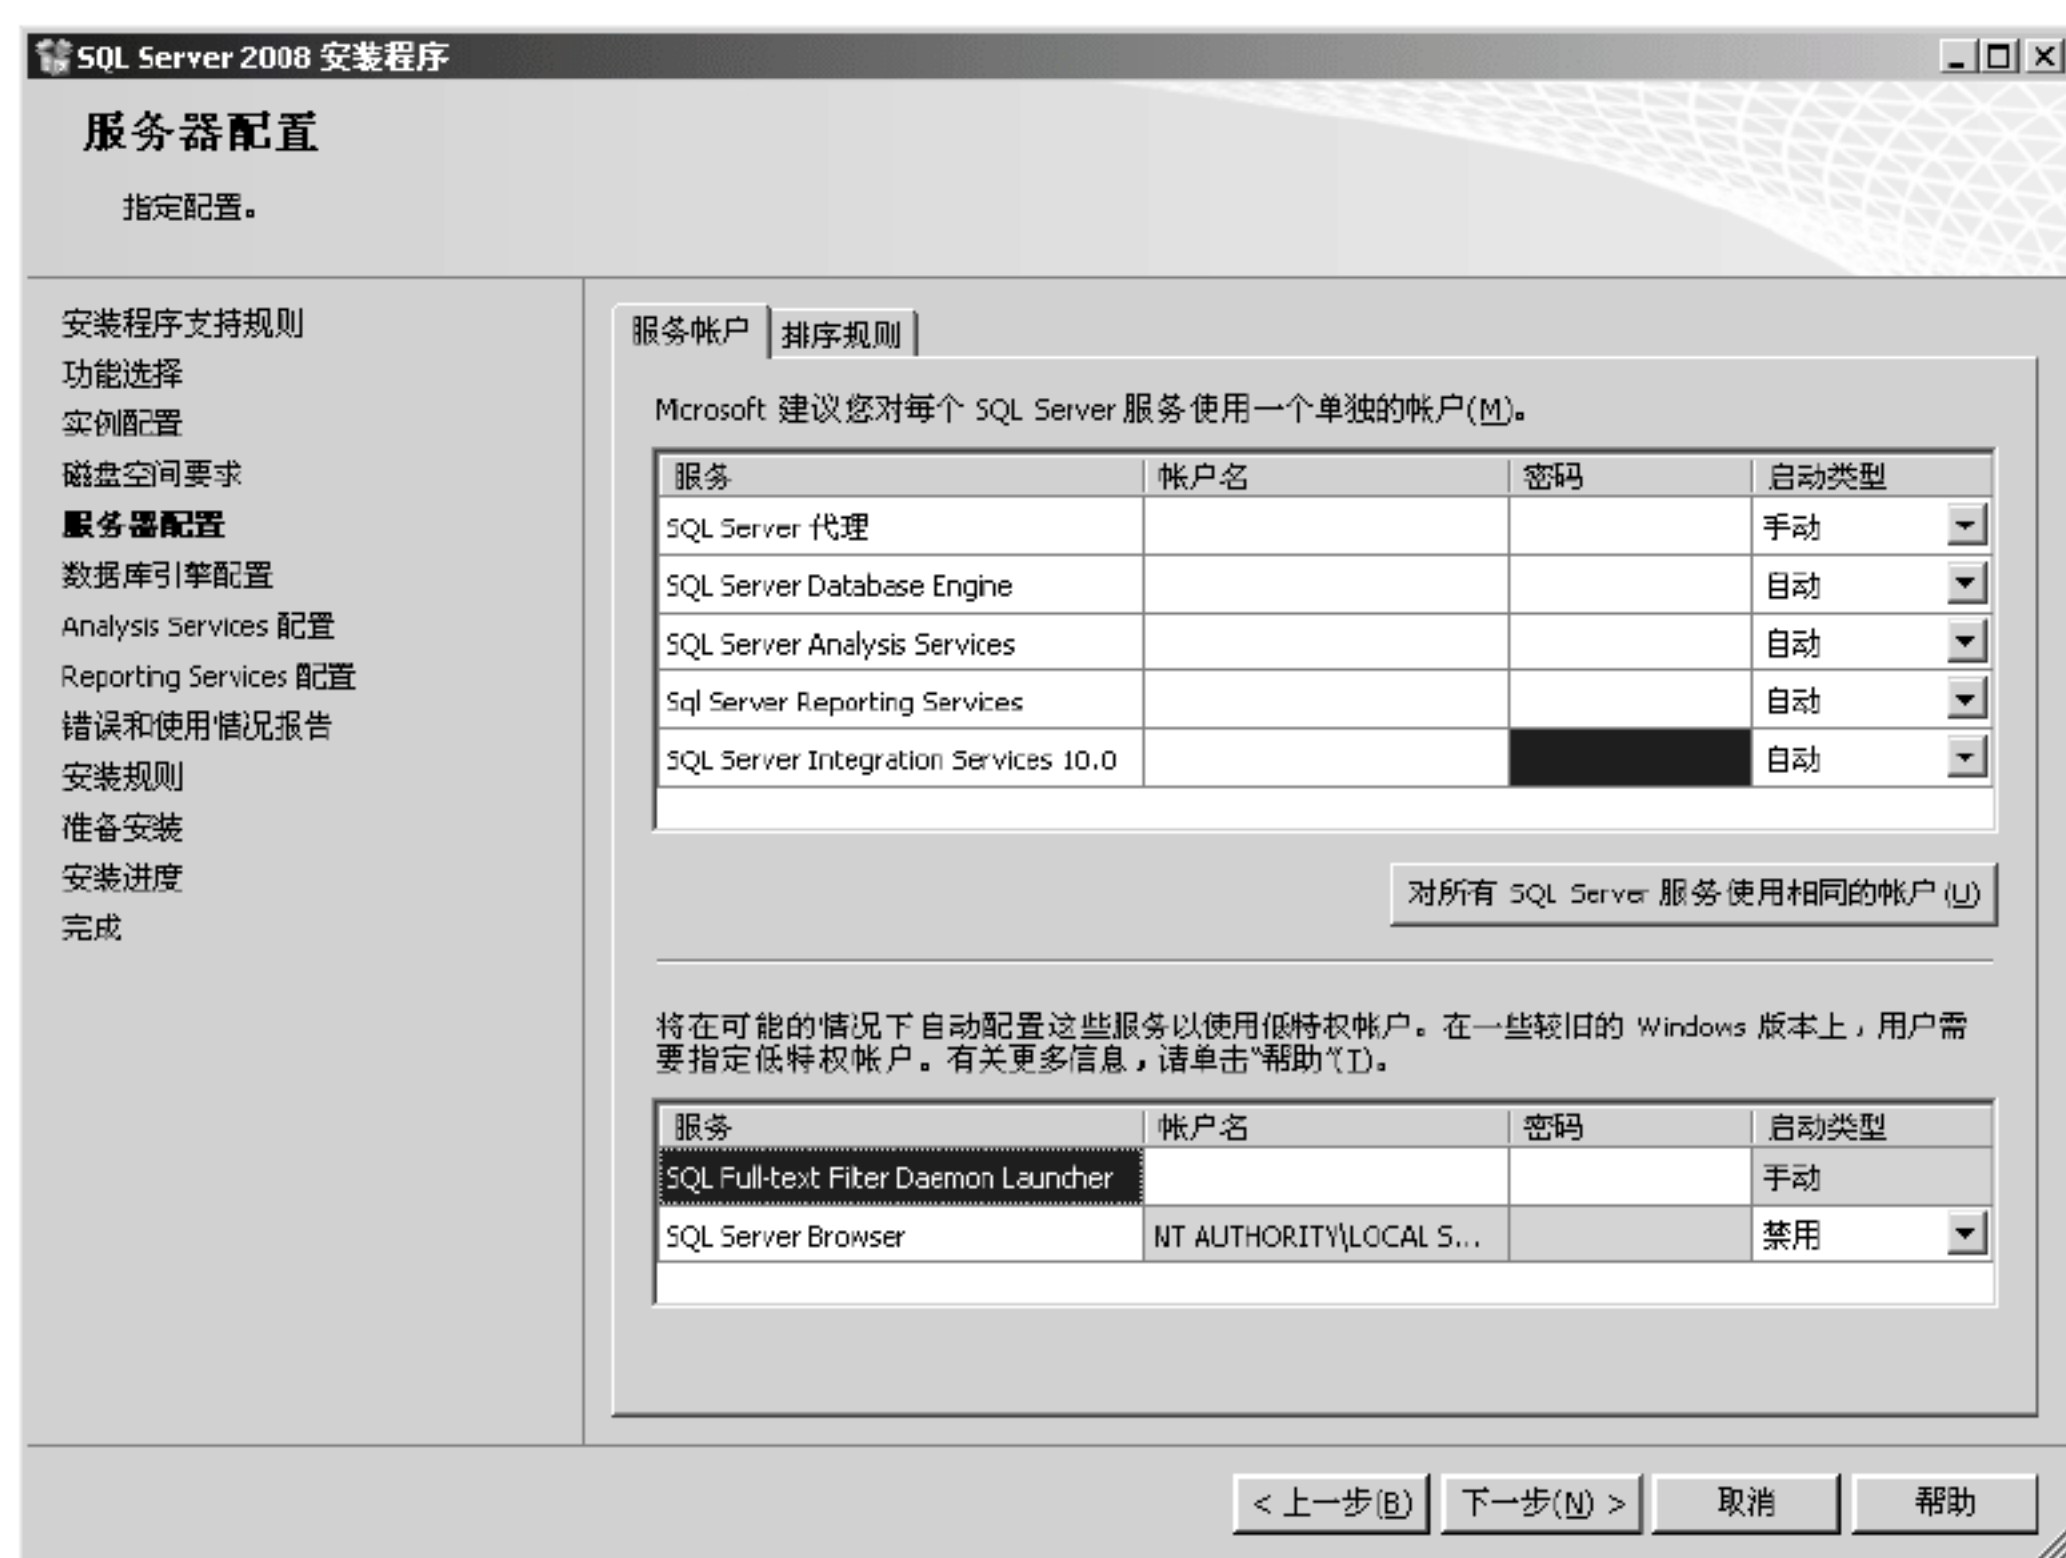 SQL Server 2008 安装程序
服务器配置
指定配置。
安装程序支持规则
功能选择
实例配置
磁盘空间要求
服务器配置
数据库引擎配置
Analysis Services 配置
Reporting Services 配置
错误和使用情况报告
安装规则
准备安装
安装进度
完成
服务帐户 排序规则
Microsoft 建议您对每个 SQL Server 服务使用一个单独的帐户(M)。
服务 帐户名 密码 启动类型
SQL Server 代理 手动
SQL Server Database Engine 自动
SQL Server Analysis Services 自动
Sql Server Reporting Services 自动
SQL Server Integration Services 10.0 自动
对所有 SQL Server 服务使用相同的帐户(U)
将在可能的情况下自动配置这些服务以使用低特权帐户。在一些较旧的 Windows 版本上，用户需
要指定低特权帐户。有关更多信息，请单击“帮助”(T)。
服务 帐户名 密码 启动类型
SQL Full-text Filter Daemon Launcher 手动
SQL Server Browser NT AUTHORITY\LOCAL S... 禁用
< 上一步(B) 下一步(N) > 取消 帮助